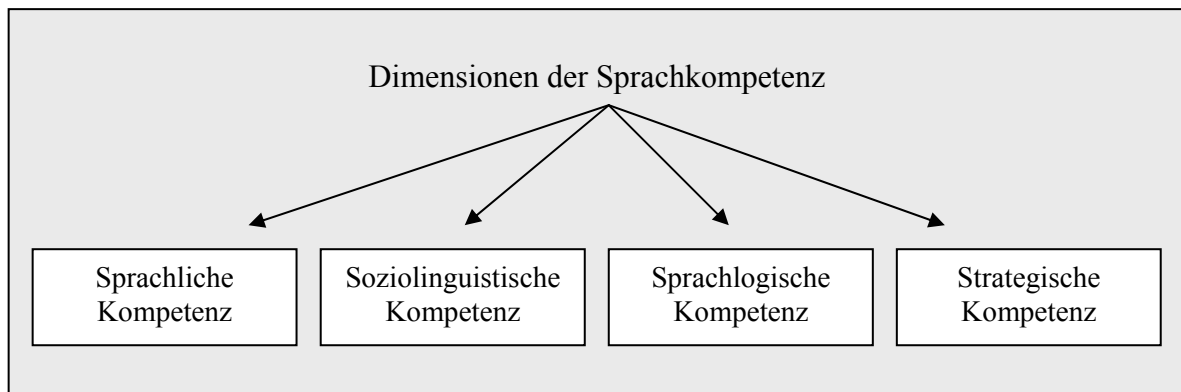 Dimensionen der Sprachkompetenz
Sprachliche
Kompetenz
Soziolinguistische
Kompetenz
Sprachlogische
Kompetenz
Strategische
Kompetenz